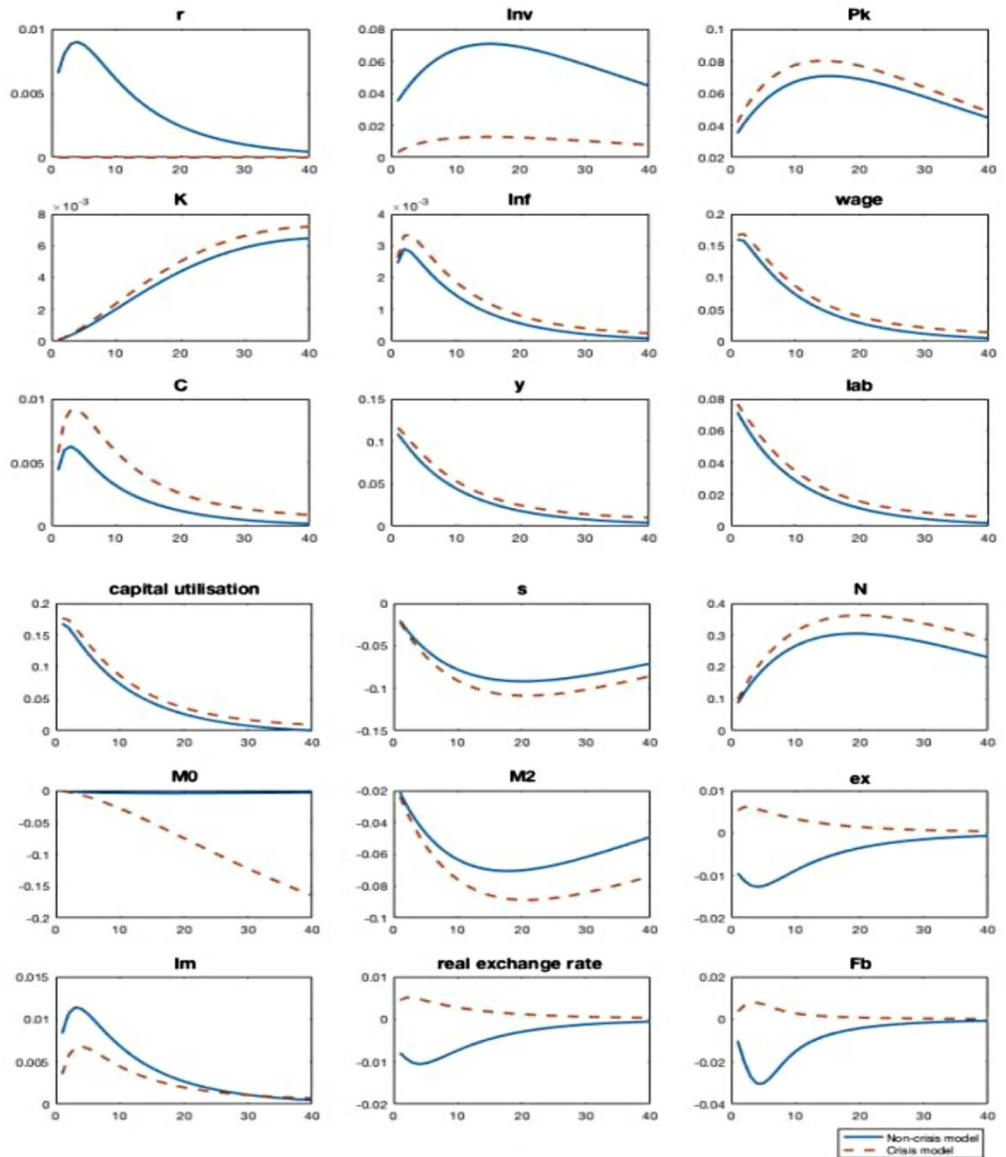 r Inv Pk
0.01 0.08 0.1
0.06 0.08
0.005 0.04 0.06
0.02 0.04
0 0 0.02
0 10 20 30 40 0 10 20 30 40 0 10 20 30 40
K Inf wage
8 ×10-3 4 ×10-3 0.2
6 3 0.15
4 2 0.1
2 1 0.05
0 0 0
0 10 20 30 40 0 10 20 30 40 0 10 20 30 40
C y lab
0.01 0.15 0.08
0.06
0.1
0.005 0.04
0.05
0.02
0 0 0
0 10 20 30 40 0 10 20 30 40 0 10 20 30 40
capital utilisation s N
0.2 0 0.4
0.15 -0.05 0.3
0.1 0.2
0.05 -0.1 0.1
0 -0.15 0
0 10 20 30 40 0 10 20 30 40 0 10 20 30 40
M0 M2 ex
0 -0.02 0.01
-0.05 -0.04 0
-0.1 -0.06
-0.15 -0.08 -0.01
-0.2 -0.1 -0.02
0 10 20 30 40 0 10 20 30 40 0 10 20 30 40
Im real exchange rate Fb
0.015 0.01 0.02
0.01 0 0
0.005 -0.01 -0.02
0 -0.02 -0.04
0 10 20 30 40 0 10 20 30 40 0 10 20 30 40
Non-crisis model
Crisis model